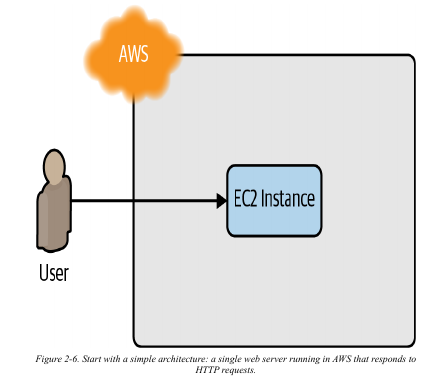 AWS
EC2 Instance
User
Figure 2-6. Start with a simple architecture: a single web server running in AWS that responds to
HTTP requests.